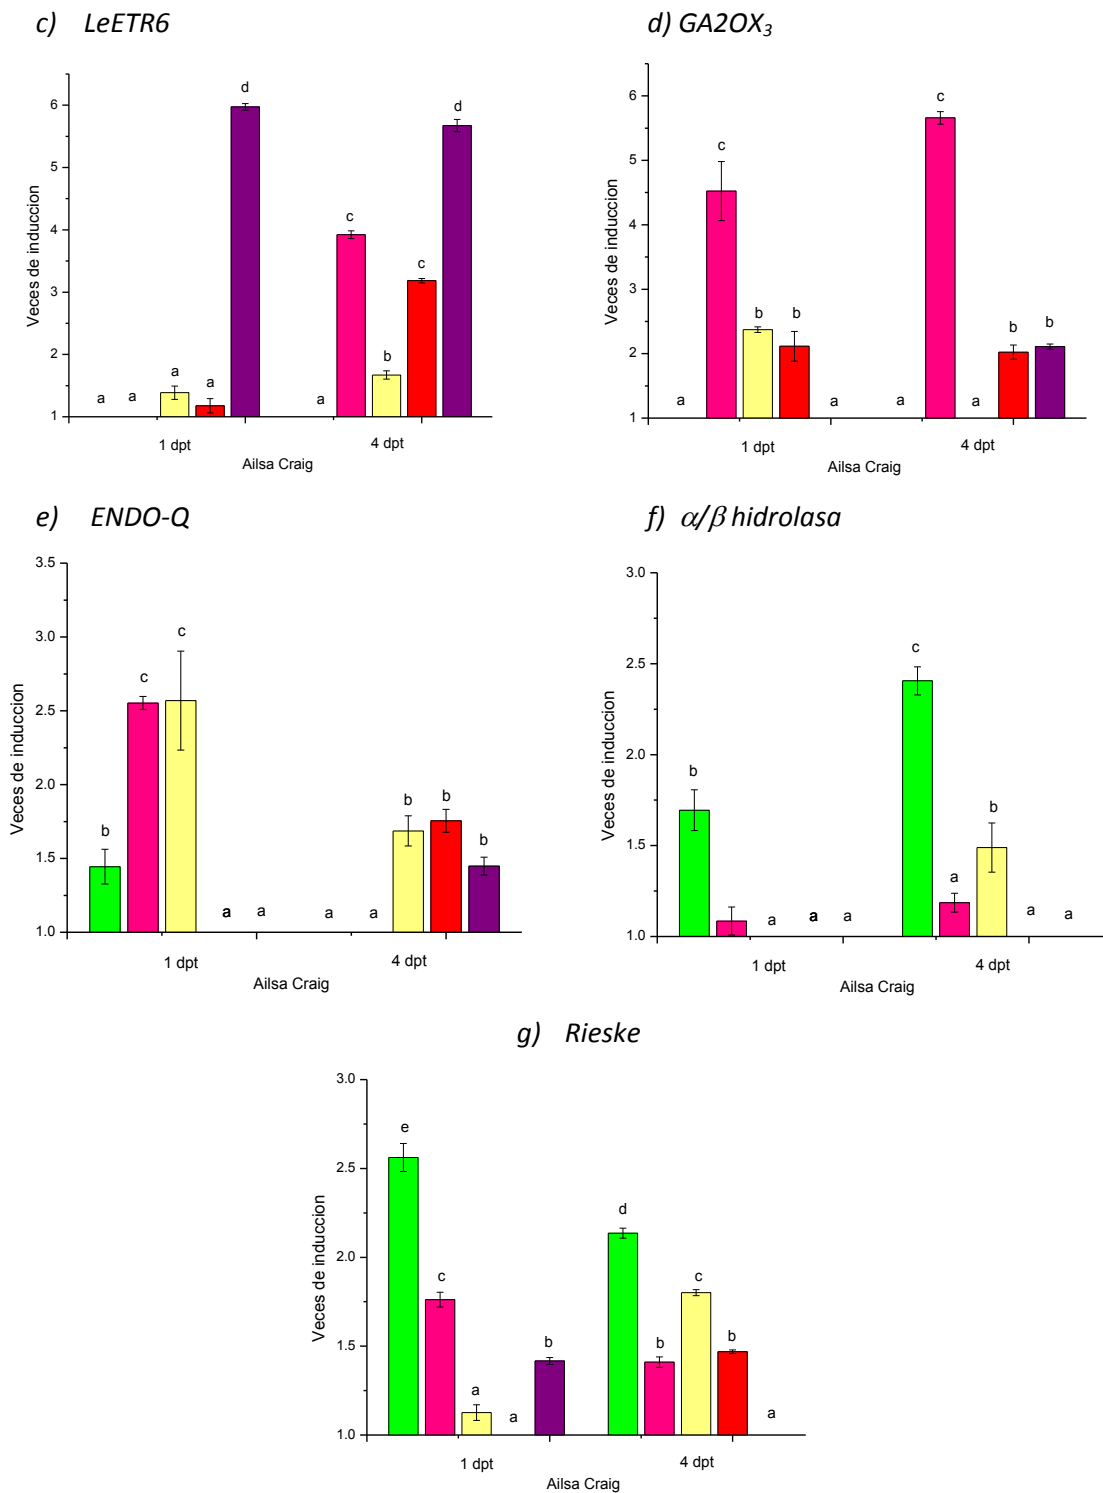 c) LeETR6
d) GA2OX3
Veces de induccion
6
5
4
3
2
1
a a a a d
a c b c d
1 dpt 4 dpt
Ailsa Craig
Veces de induccion
6
5
4
3
2
1
a c b b a
a c a b b
1 dpt 4 dpt
Ailsa Craig
e) ENDO-Q
f) α/β hidrolasa
Veces de induccion
3.5
3.0
2.5
2.0
1.5
1.0
b c c a a
a a b b b
1 dpt 4 dpt
Ailsa Craig
Veces de induccion
3.0
2.5
2.0
1.5
1.0
b a a a
c a b a a
1 dpt 4 dpt
Ailsa Craig
g) Rieske
Veces de induccion
3.0
2.5
2.0
1.5
1.0
e c a a b
d b c b a
1 dpt 4 dpt
Ailsa Craig